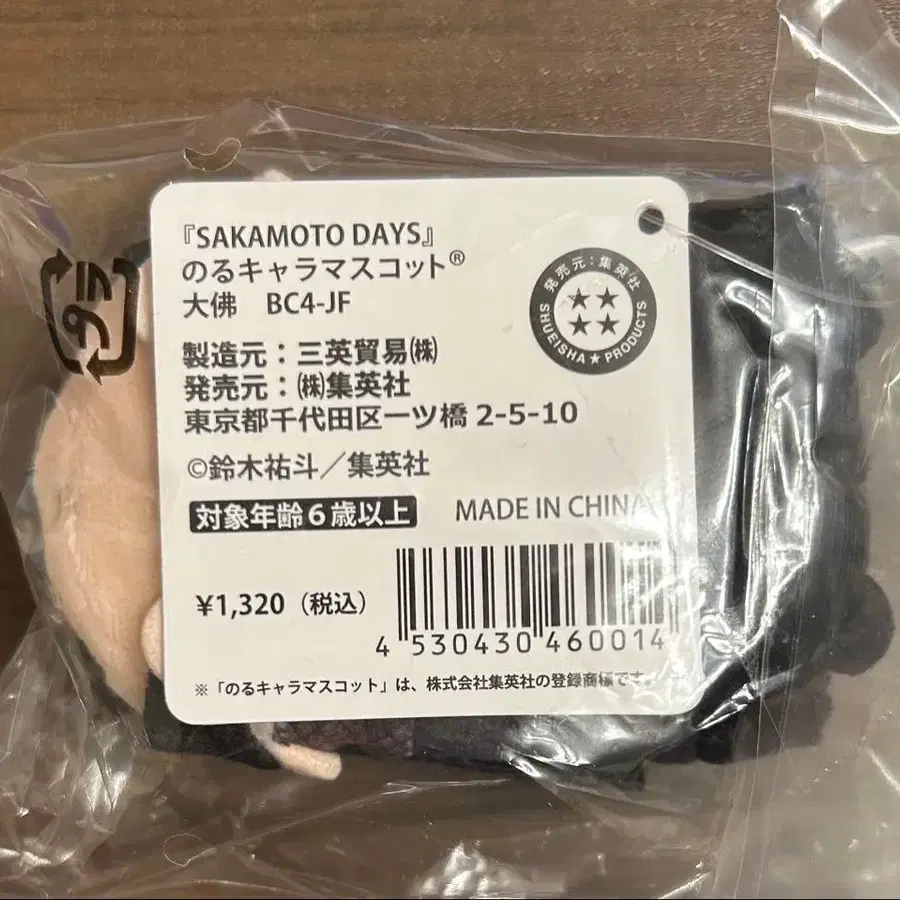 『SAKAMOTO DAYS』
のるキャラマスコット®
大佛 BC4-JF
発売元：集英社
SHUEISHA★PRODUCTS
プラ
製造元：三英貿易㈱
発売元：㈱集英社
東京都千代田区一ツ橋 2-5-10
©鈴木祐斗／集英社
対象年齢６歳以上
MADE IN CHINA
¥1,320（税込）
4 530430 460014
※「のるキャラマスコット」は、株式会社集英社の登録商標です。